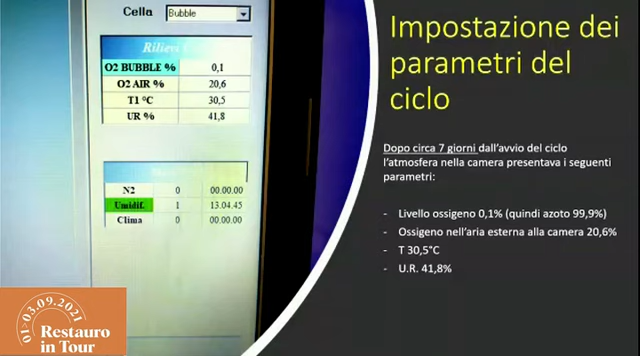 Cella
Bubble
Rilievi
O2 BUBBLE %
0,1
O2 AIR %
20,6
T1 °C
30,5
UR %
41,8
N2
0
00.00.00
Umidif.
1
13.04.45
Clima
0
00.00.00
Impostazione dei
parametri del
ciclo
Dopo circa 7 giorni dall'avvio del ciclo
l'atmosfera nella camera presentava i seguenti
parametri:
- Livello ossigeno 0,1% (quindi azoto 99,9%)
- Ossigeno nell'aria esterna alla camera 20,6%
- T 30,5°C
- U.R. 41,8%
01>03.09.2021
Restauro
in Tour